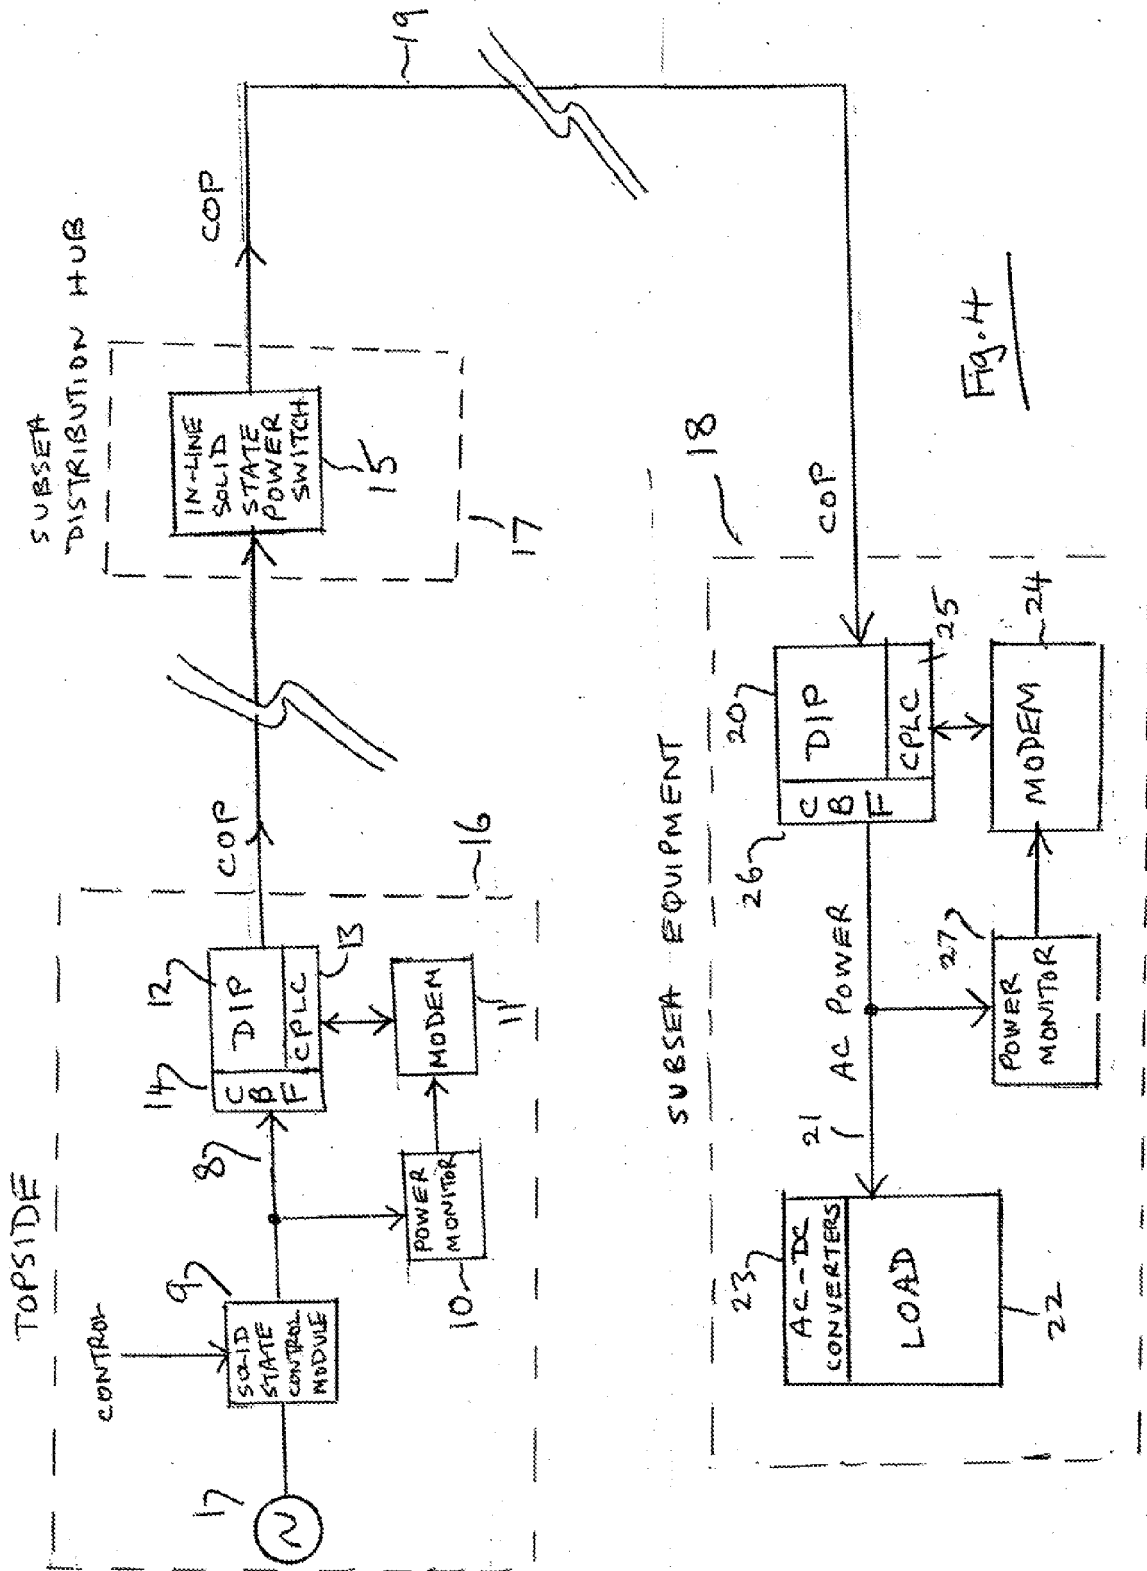 TOPSIDE
CONTROL
1
9
SOLID
STATE
CONTROL
MODULE
8
14
C
B
F
12
DIP
CPLC
13
COP
POWER
MONITOR
10
MODEM
11
16
SUBSEA
DISTRIBUTION HUB
IN-LINE
SOLID
STATE
POWER
SWITCH
15
17
COP
19
SUBSEA EQUIPMENT
18
23
AC-DC
CONVERTERS
LOAD
22
21
AC POWER
26
C
B
F
20
DIP
CPLC
25
COP
27
POWER
MONITOR
MODEM
24
Fig. 4